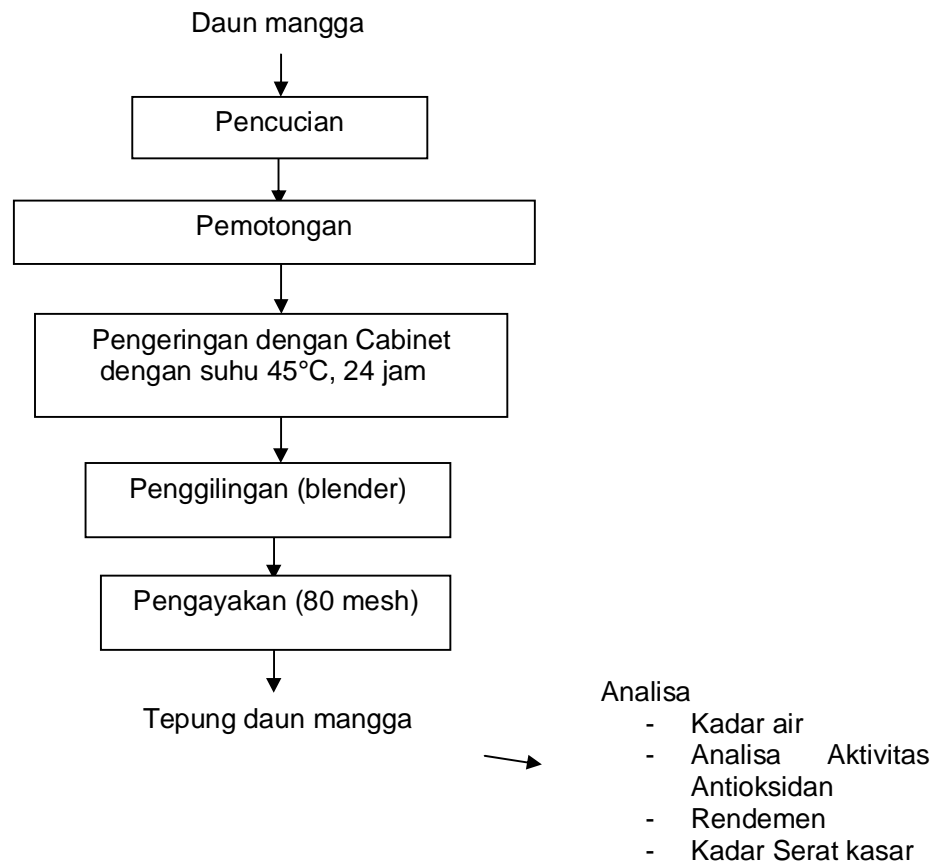 Daun mangga
Pencucian
Pemotongan
Pengeringan dengan Cabinet
dengan suhu 45°C, 24 jam
Penggilingan (blender)
Pengayakan (80 mesh)
Tepung daun mangga
Analisa
- Kadar air
- Analisa Aktivitas
Antioksidan
- Rendemen
- Kadar Serat kasar